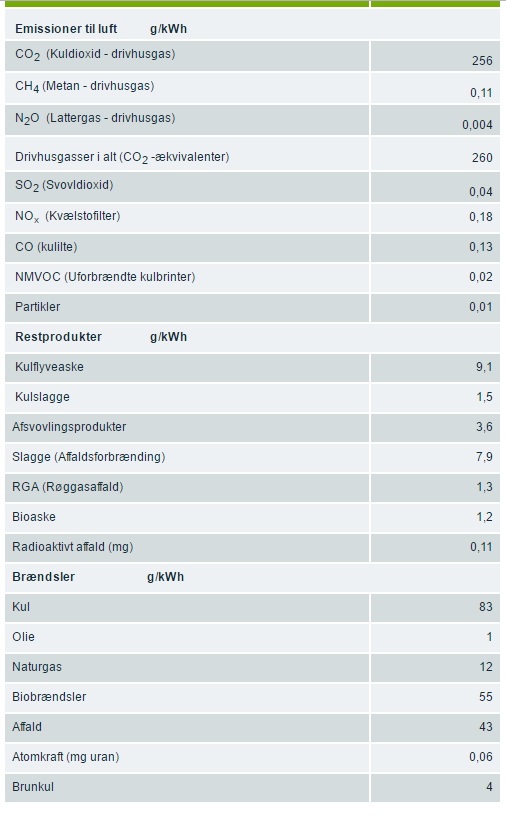 Emissioner til luft g/kWh
CO2 (Kuldioxid - drivhusgas) 256
CH4 (Metan - drivhusgas) 0,11
N2O (Lattergas - drivhusgas) 0,004
Drivhusgasser i alt (CO2 -ækvivalenter) 260
SO2 (Svovldioxid) 0,04
NOx (Kvælstofilter) 0,18
CO (kulilte) 0,13
NMVOC (Uforbrændte kulbrinter) 0,02
Partikler 0,01
Restprodukter g/kWh
Kulflyveaske 9,1
Kulslagge 1,5
Afsvovlingsprodukter 3,6
Slagge (Affaldsforbrænding) 7,9
RGA (Røggasaffald) 1,3
Bioaske 1,2
Radioaktivt affald (mg) 0,11
Brændsler g/kWh
Kul 83
Olie 1
Naturgas 12
Biobrændsler 55
Affald 43
Atomkraft (mg uran) 0,06
Brunkul 4